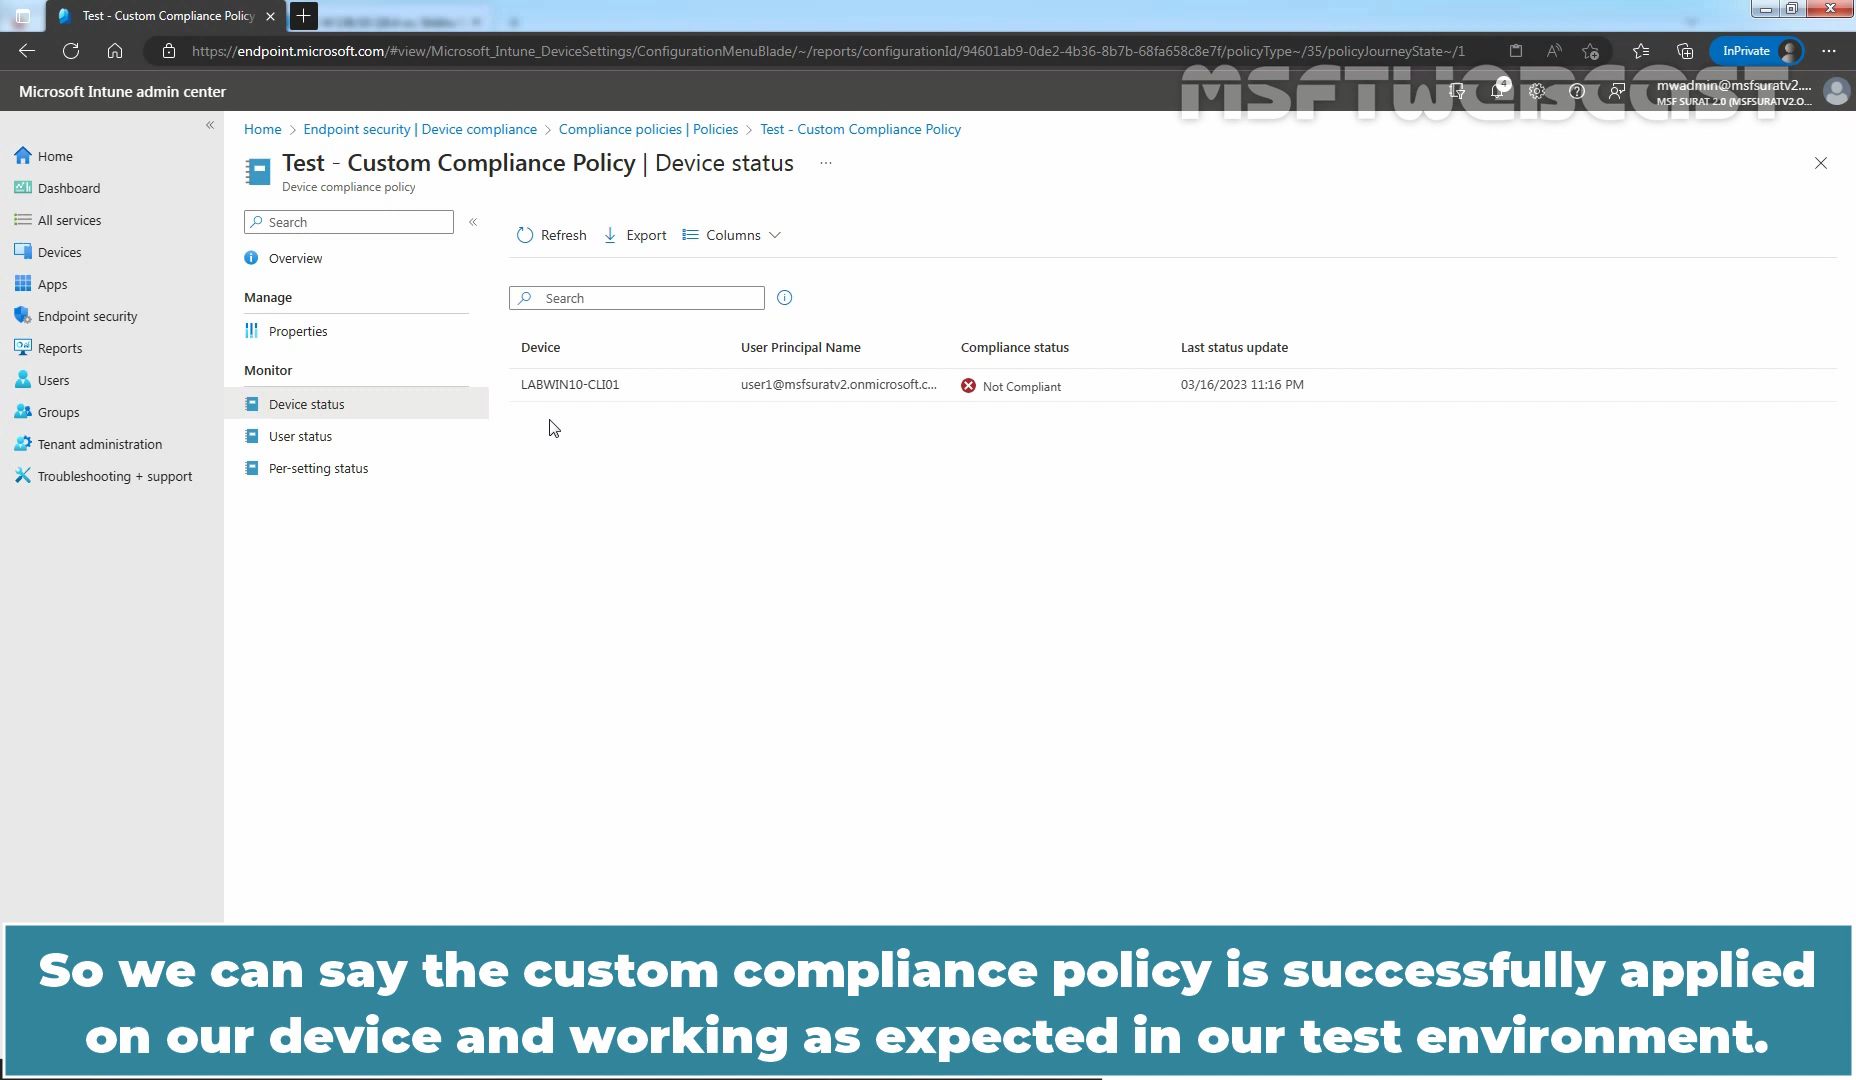 Test - Custom Compliance Policy
https://endpoint.microsoft.com/#view/Microsoft_Intune_DeviceSettings/ConfigurationMenuBlade/~/reports/configurationId/94601ab9-0de2-4b36-8b7b-68fa658c8e7f/policyType~/35/policyJourneyState~/1
InPrivate
Microsoft Intune admin center
MSFTWEBCAST
4
mwadmin@msfsuratv2....
MSF SURAT 2.0 (MSFSURATV2.O...
Home > Endpoint security | Device compliance > Compliance policies | Policies > Test - Custom Compliance Policy
Test - Custom Compliance Policy | Device status ...
Device compliance policy
Home
Dashboard
All services
Devices
Apps
Endpoint security
Reports
Users
Groups
Tenant administration
Troubleshooting + support
Search
Overview
Manage
Properties
Monitor
Device status
User status
Per-setting status
Refresh Export Columns
Search
Device User Principal Name Compliance status Last status update
LABWIN10-CLI01 user1@msfsuratv2.onmicrosoft.c... Not Compliant 03/16/2023 11:16 PM
So we can say the custom compliance policy is successfully applied
on our device and working as expected in our test environment.